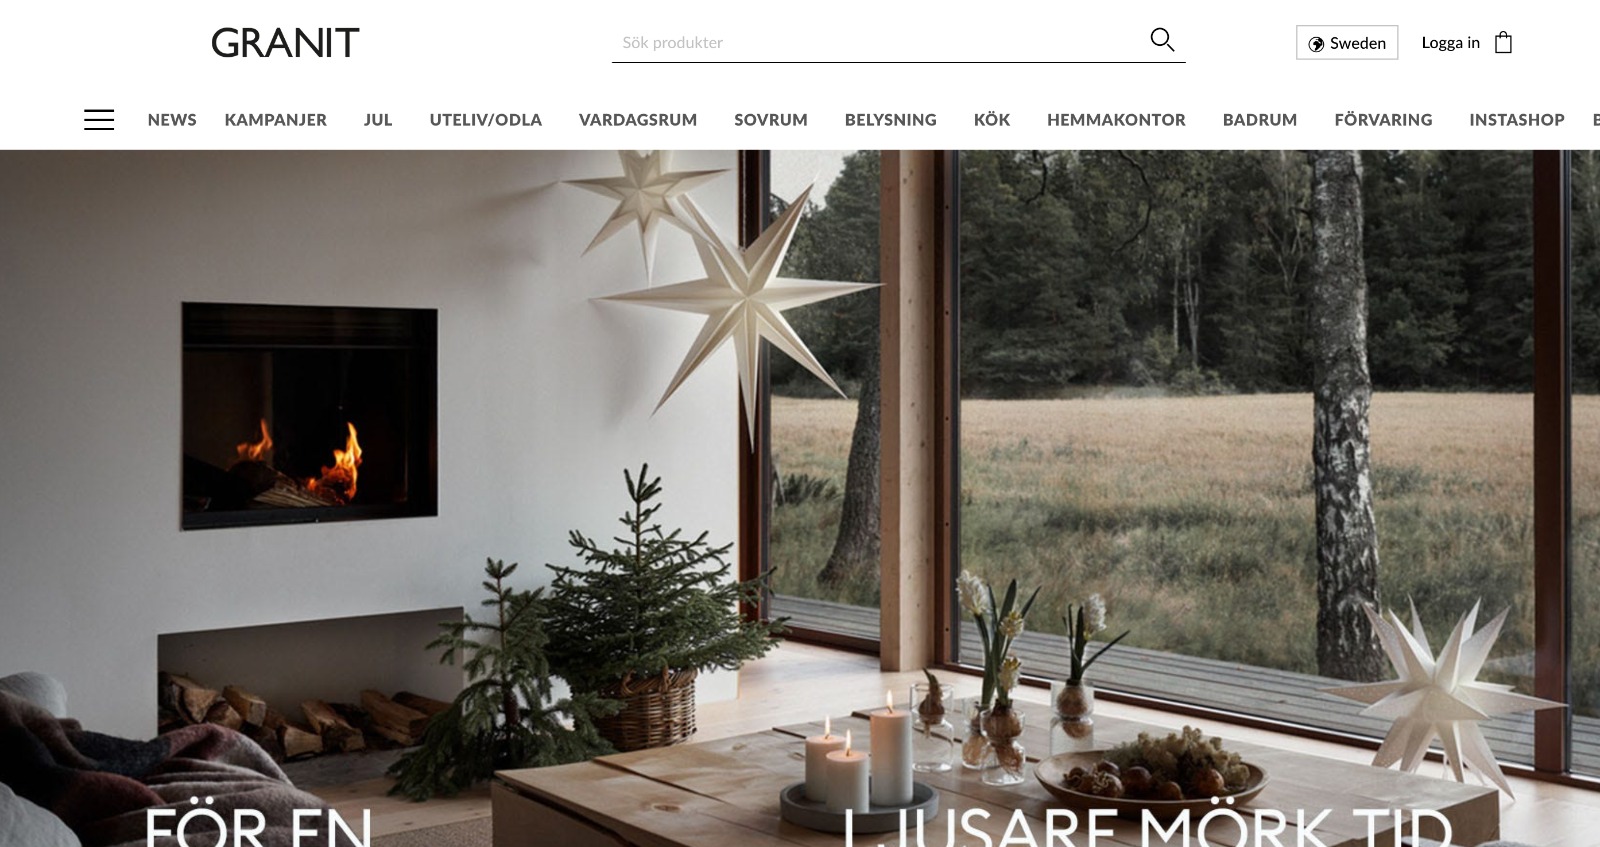 GRANIT
Sök produkter
Sweden
Logga in
NEWS KAMPANJER JUL UTELIV/ODLA VARDAGSRUM SOVRUM BELYSNING KÖK HEMMAKONTOR BADRUM FÖRVARING INSTASHOP
FÖR EN LJUSARE MÖRK TID